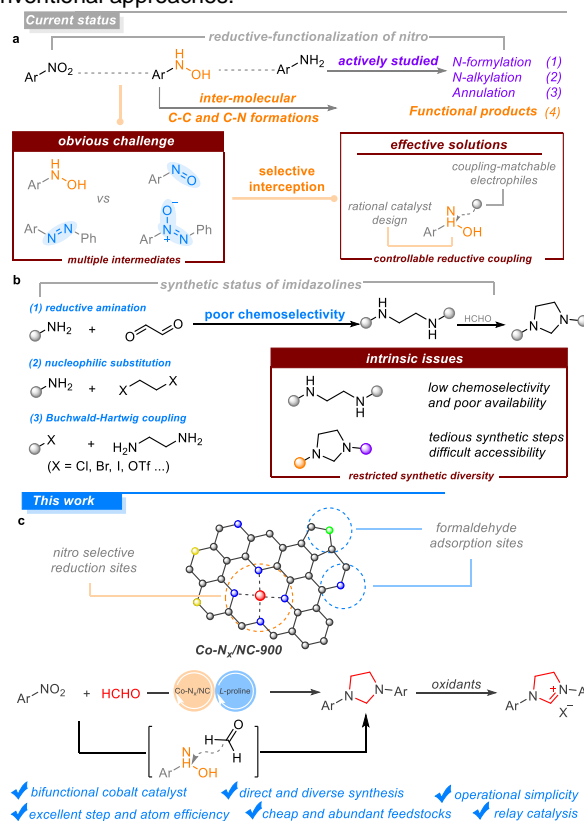 nventional approaches.
Current status
a
reductive-functionalization of nitro
Ar NO2
Ar H N OH
Ar NH2
actively studied
N-formylation (1)
N-alkylation (2)
Annulation (3)
inter-molecular
C-C and C-N formations
Functional products (4)
obvious challenge
H N Ar OH
vs
Ar N O
Ar N N Ph
O− Ar N + N Ph
multiple intermediates
selective
interception
effective solutions
coupling-matchable
electrophiles
rational catalyst
design
N H Ar OH
controllable reductive coupling
b
synthetic status of imidazolines
(1) reductive amination
NH2 + O O
poor chemoselectivity
H N N H
HCHO
N N
(2) nucleophilic substitution
NH2 + X X
(3) Buchwald-Hartwig coupling
X + H2N NH2
(X = Cl, Br, I, OTf ...)
intrinsic issues
H N N H
low chemoselectivity
and poor availability
N N
tedious synthetic steps
difficult accessibility
restricted synthetic diversity
This work
c
nitro selective
reduction sites
formaldehyde
adsorption sites
Co-Nx/NC-900
Ar NO2 + HCHO
Co-Nx/NC
L-proline
Ar N N Ar
oxidants
Ar N + N A
X−
N H Ar OH
H O H
bifunctional cobalt catalyst
direct and diverse synthesis
operational simplicity
excellent step and atom efficiency
cheap and abundant feedstocks
relay catalysis